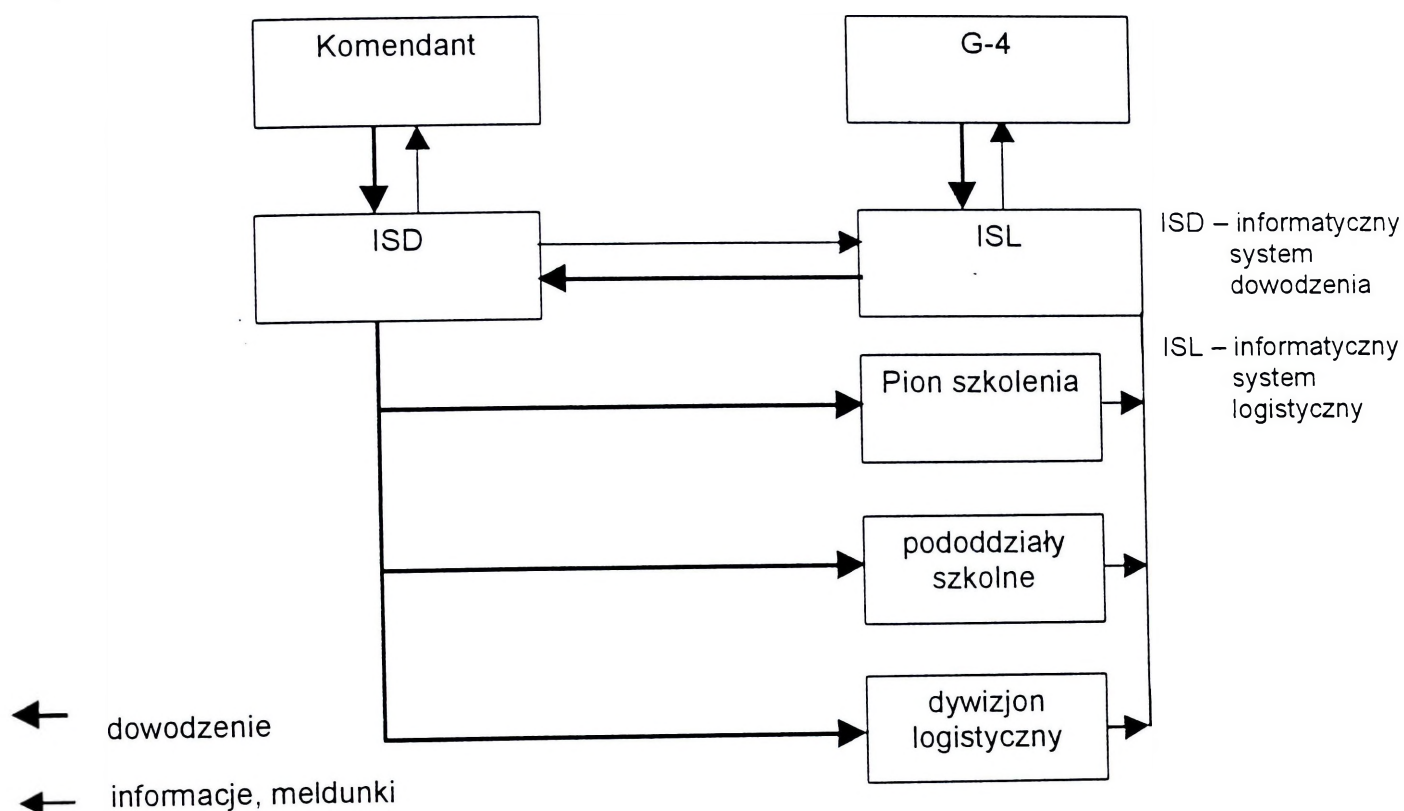 Komendant
G-4
ISD
ISL
ISD – informatyczny
system
dowodzenia
ISL – informatyczny
system
logistyczny
Pion szkolenia
pododdziały
szkolne
dywizjon
logistyczny
dowodzenie
informacje, meldunki